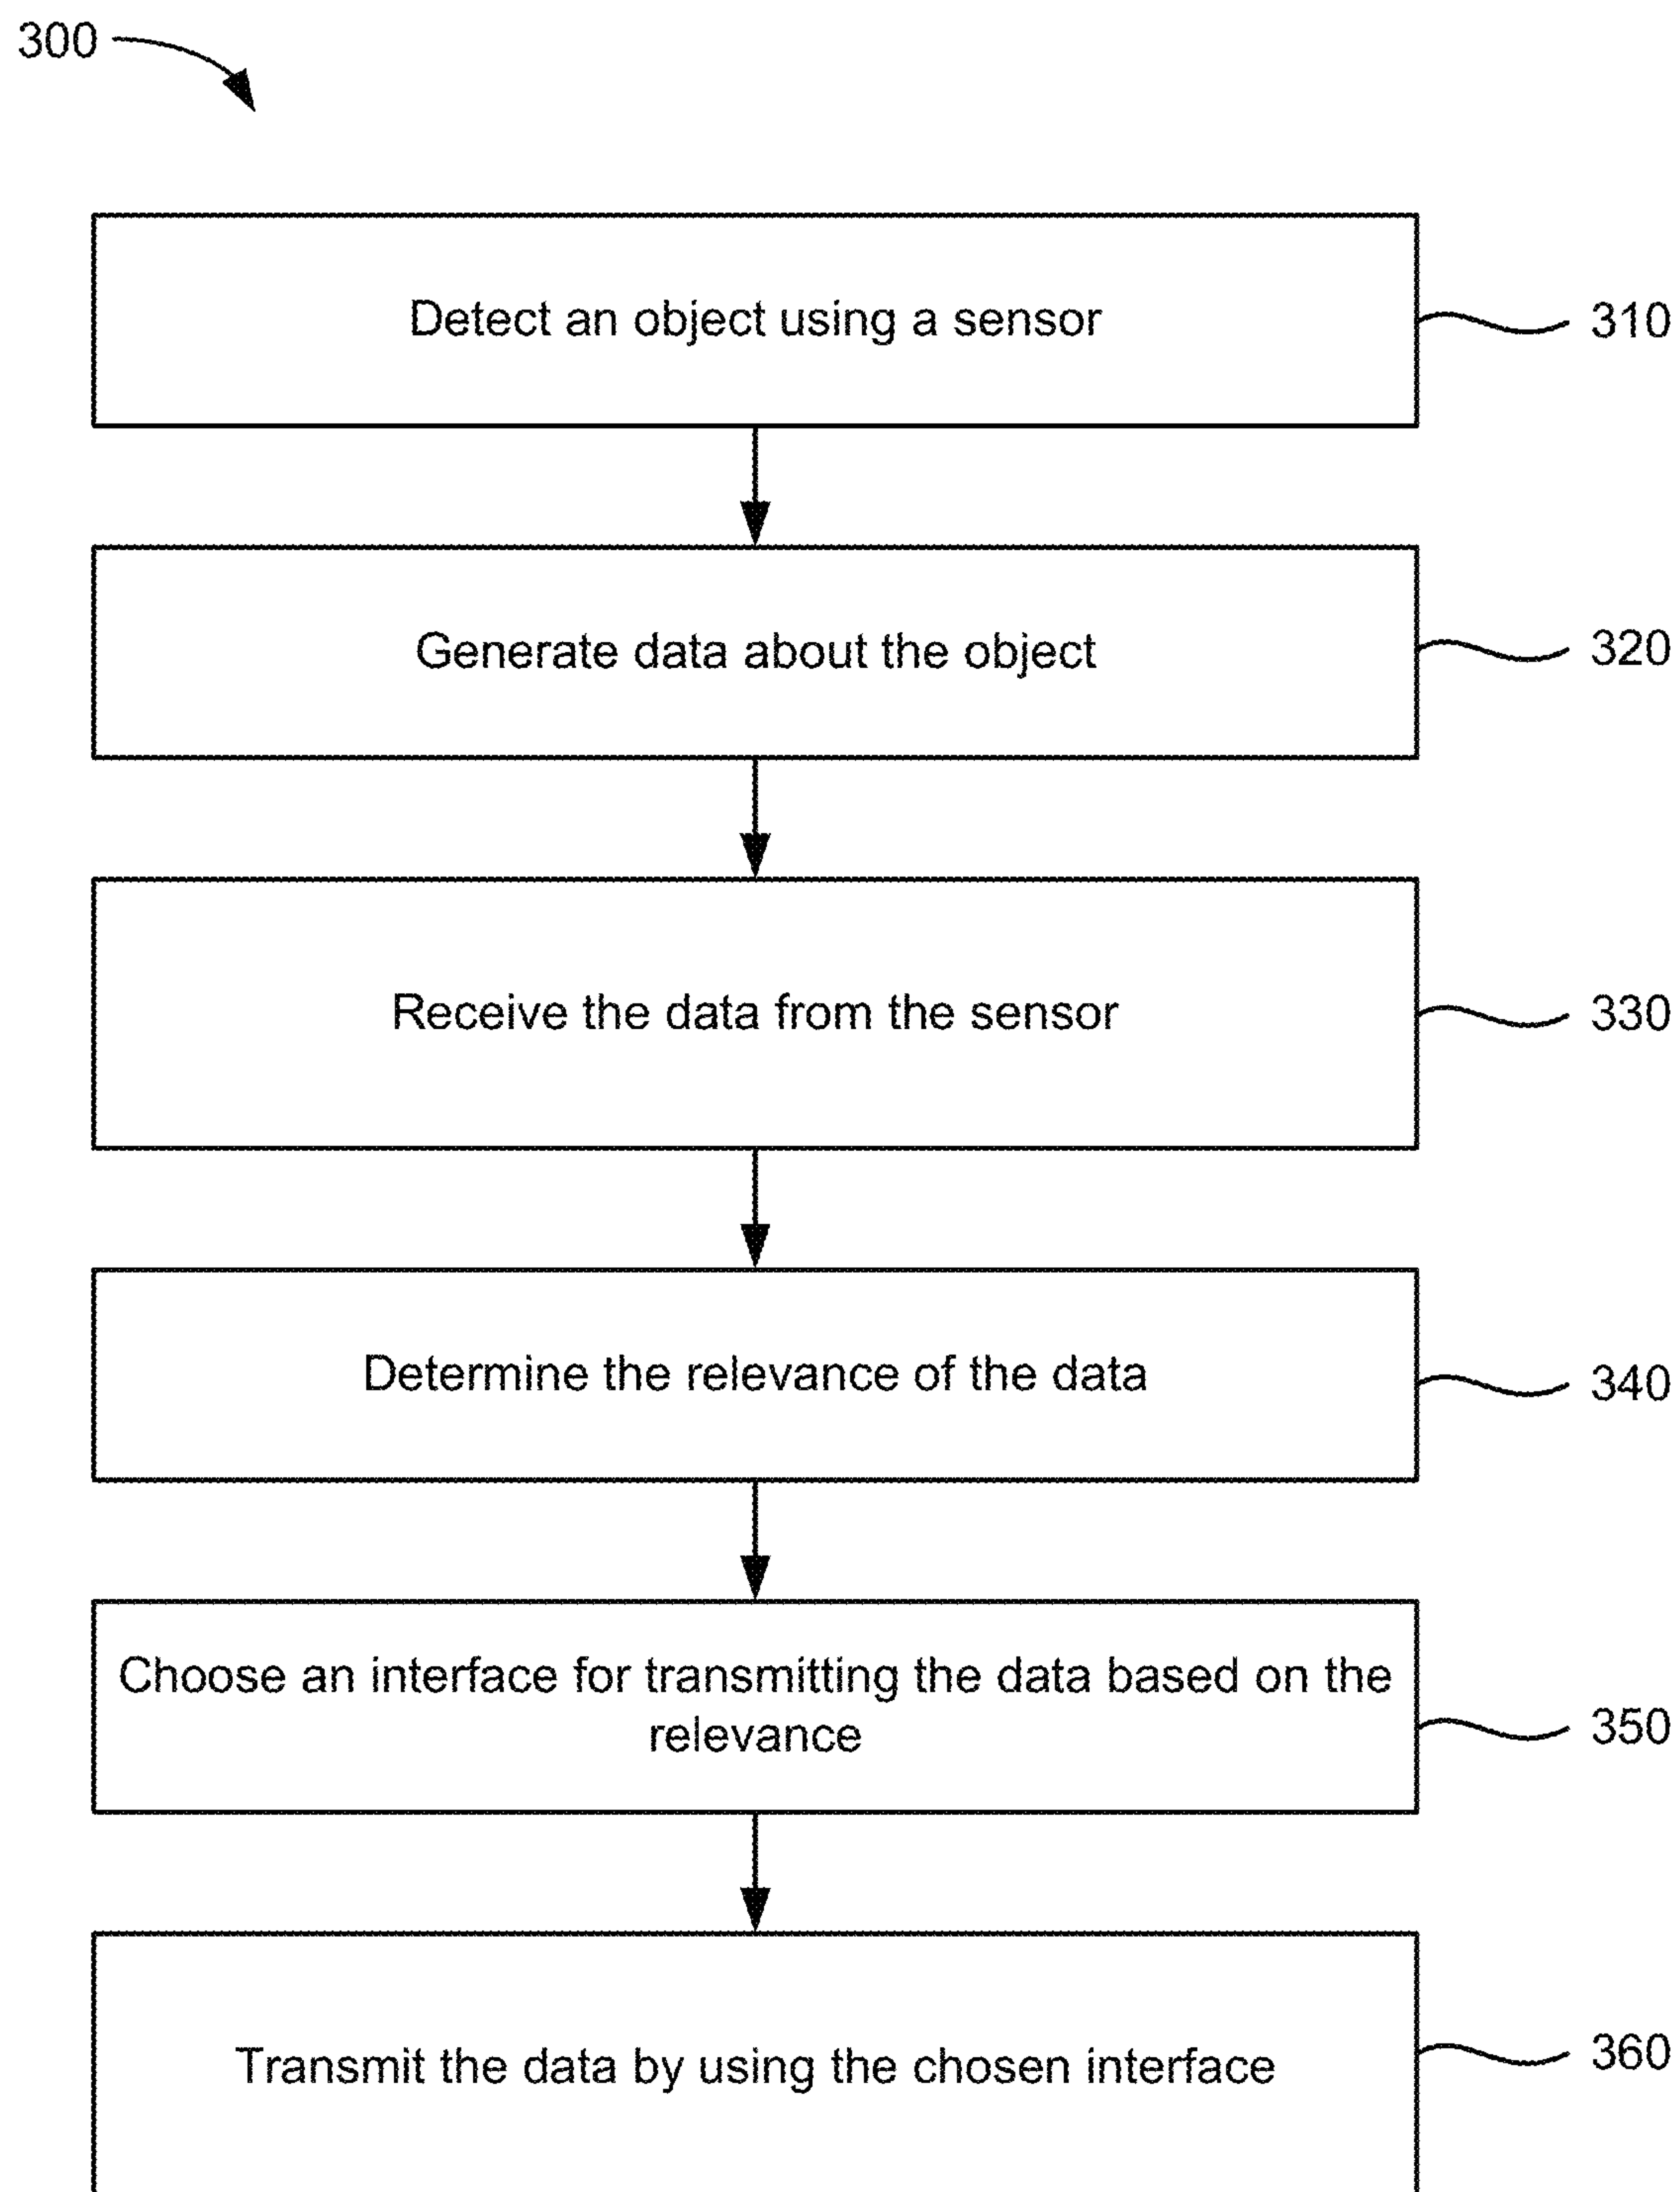 300
Detect an object using a sensor
310
Generate data about the object
320
Receive the data from the sensor
330
Determine the relevance of the data
340
Choose an interface for transmitting the data based on the
relevance
350
Transmit the data by using the chosen interface
360